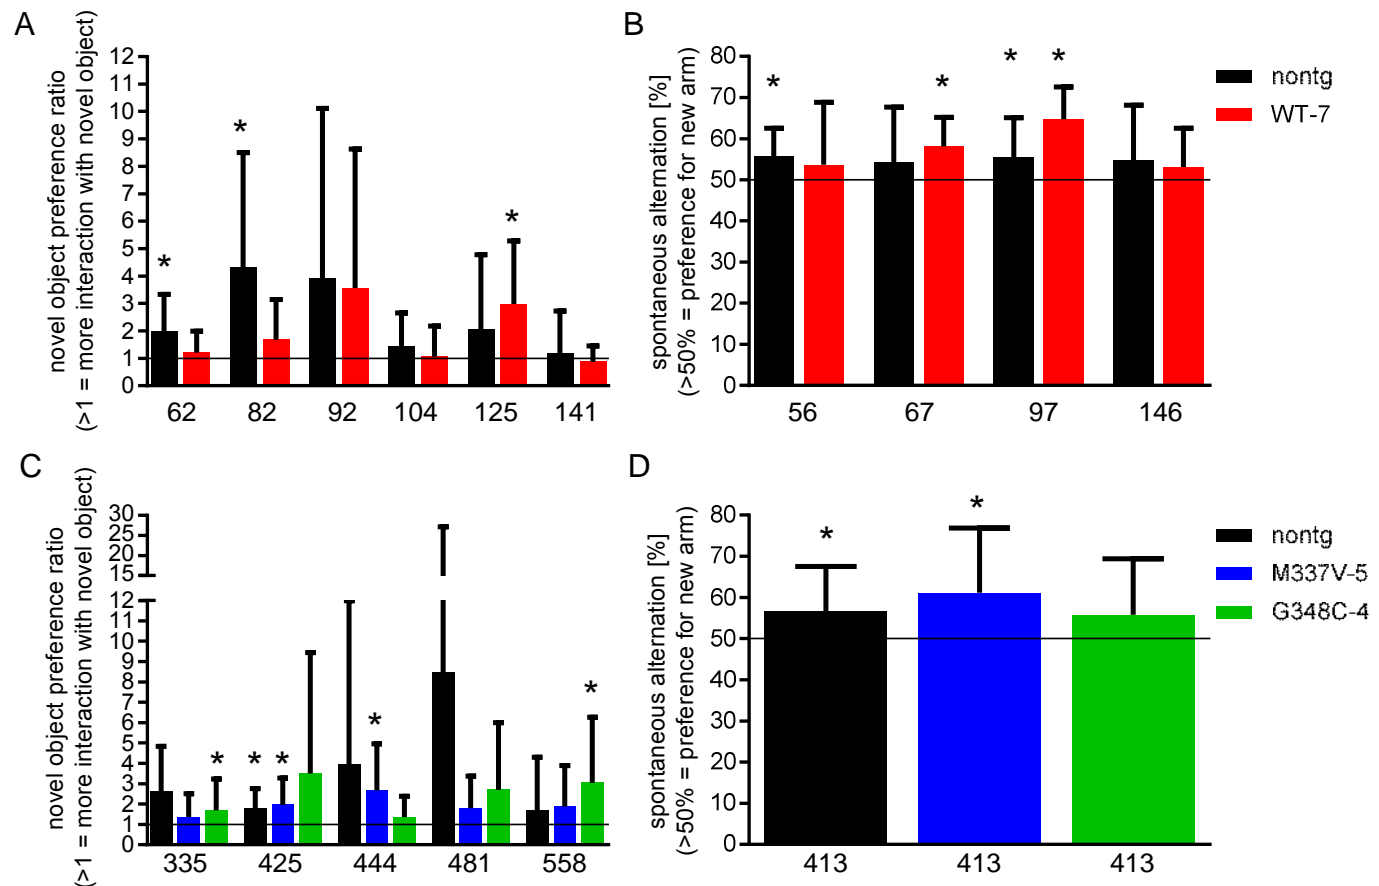 A
novel object preference ratio
(>1 = more interaction with novel object)
12
11
10
9
8
7
6
5
4
3
2
1
0
*
*
*
62 82 92 104 125 141
B
spontaneous alternation [%]
(>50% = preference for new arm)
80
70
60
50
40
30
20
10
0
*
*
*
*
56 67 97 146
nontg
WT-7
C
novel object preference ratio
(>1 = more interaction with novel object)
30
25
20
15
12
11
10
9
8
7
6
5
4
3
2
1
0
*
*
*
*
*
335 425 444 481 558
D
spontaneous alternation [%]
(>50% = preference for new arm)
80
70
60
50
40
30
20
10
0
*
*
413 413 413
nontg
M337V-5
G348C-4